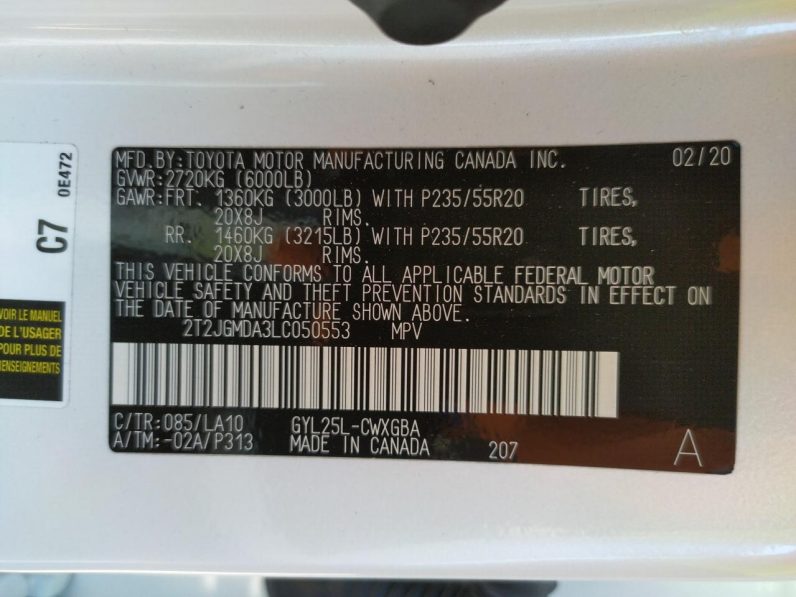 MFD.BY:TOYOTA MOTOR MANUFACTURING CANADA INC. 02/20
GVWR:2720KG (6000LB)
GAWR:FRT. 1360KG (3000LB) WITH P235/55R20 TIRES,
20X8J RIMS.
RR. 1460KG (3215LB) WITH P235/55R20 TIRES,
20X8J RIMS.
THIS VEHICLE CONFORMS TO ALL APPLICABLE FEDERAL MOTOR
VEHICLE SAFETY AND THEFT PREVENTION STANDARDS IN EFFECT ON
THE DATE OF MANUFACTURE SHOWN ABOVE.
2T2JGMDA3LC050553 MPV
C/TR:085/LA10 GYL25L-CWXGBA
A/TM:-02A/P313 MADE IN CANADA 207 A
C7 0E472
VOIR LE MANUEL
DE L'USAGER
POUR PLUS DE
RENSEIGNEMENTS